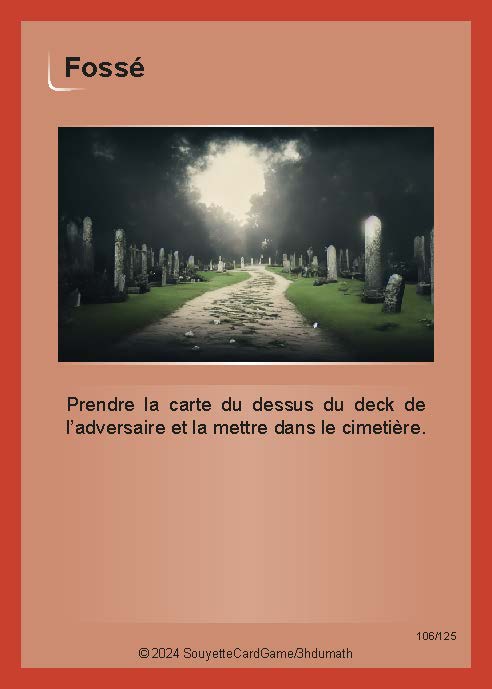 Fossé
Prendre la carte du dessus du deck de
l'adversaire et la mettre dans le cimetière.
106/125
© 2024 SouyetteCardGame/3hdumath